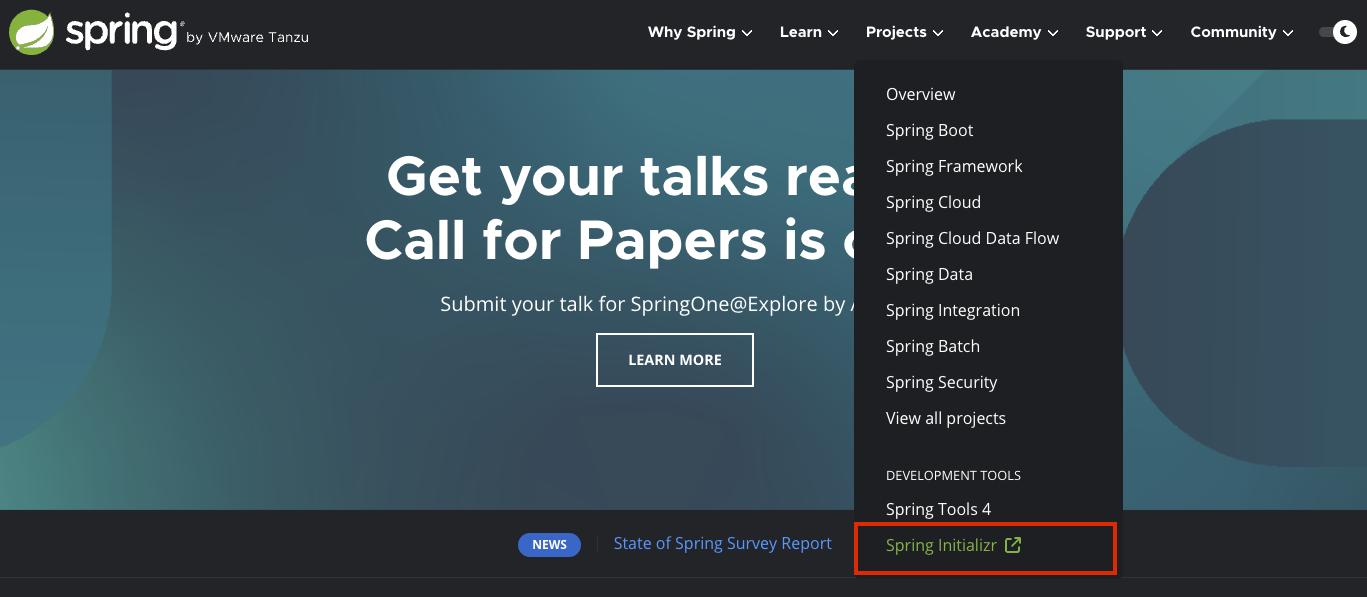 spring by VMware Tanzu
Why Spring Learn Projects Academy Support Community
Overview
Spring Boot
Spring Framework
Spring Cloud
Spring Cloud Data Flow
Spring Data
Spring Integration
Spring Batch
Spring Security
View all projects
DEVELOPMENT TOOLS
Spring Tools 4
Spring Initializr
Get your talks rea
Call for Papers is
Submit your talk for SpringOne@Explore by
LEARN MORE
NEWS State of Spring Survey Report